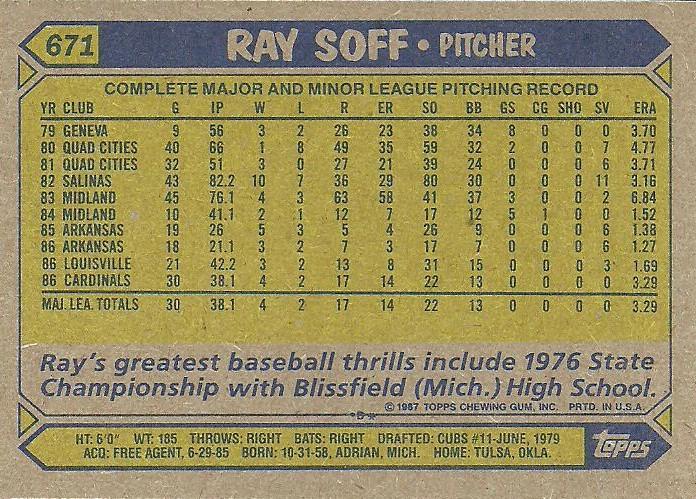 671
RAY SOFF • PITCHER
COMPLETE MAJOR AND MINOR LEAGUE PITCHING RECORD
YR CLUB G IP W L R ER SO BB GS CG SHO SV ERA
79 GENEVA 9 56 3 2 26 23 38 34 8 0 0 0 3.70
80 QUAD CITIES 40 66 1 8 49 35 59 32 2 0 0 7 4.77
81 QUAD CITIES 32 51 3 0 27 21 39 24 0 0 0 6 3.71
82 SALINAS 43 82.2 10 7 36 29 80 30 0 0 0 11 3.16
83 MIDLAND 45 76.1 4 3 63 58 41 37 3 0 0 2 6.84
84 MIDLAND 10 41.1 2 1 12 7 17 12 5 1 0 0 1.52
85 ARKANSAS 19 26 5 3 5 4 26 9 0 0 0 6 1.38
86 ARKANSAS 18 21.1 3 2 7 3 17 7 0 0 0 6 1.27
86 LOUISVILLE 21 42.2 3 2 13 8 31 15 0 0 0 3 1.69
86 CARDINALS 30 38.1 4 2 17 14 22 13 0 0 0 0 3.29
MAJ. LEA. TOTALS 30 38.1 4 2 17 14 22 13 0 0 0 0 3.29
Ray's greatest baseball thrills include 1976 State
Championship with Blissfield (Mich.) High School.
*D* © 1987 TOPPS CHEWING GUM, INC. PRTD. IN U.S.A.
HT: 6'0" WT: 185 THROWS: RIGHT BATS: RIGHT DRAFTED: CUBS #11-JUNE, 1979
ACQ: FREE AGENT, 6-29-85 BORN: 10-31-58, ADRIAN, MICH. HOME: TULSA, OKLA.
TOPPS